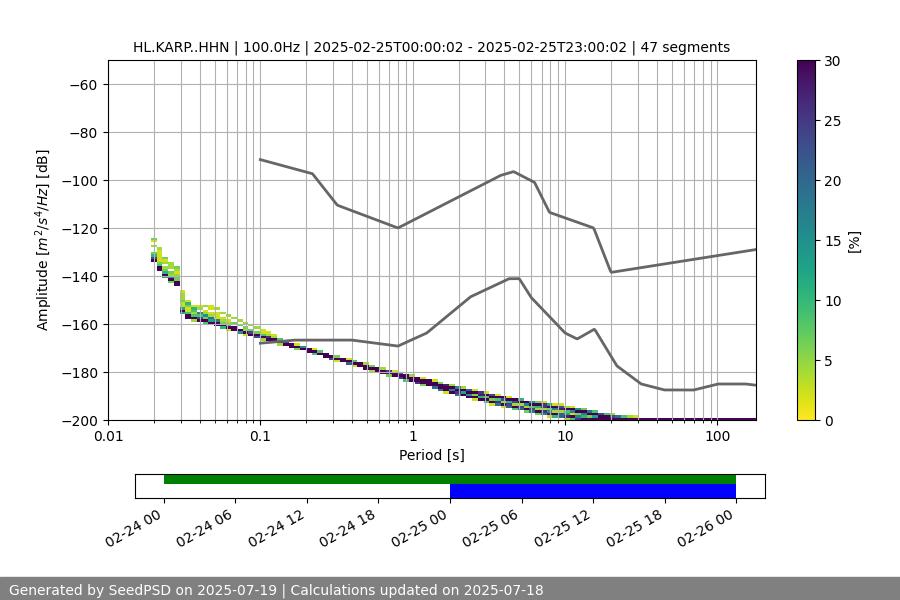 HL.KARP..HHN | 100.0Hz | 2025-02-25T00:00:02 - 2025-02-25T23:00:02 | 47 segments
−60
−80
−100
−120
−140
−160
−180
−200
Amplitude [m²/s⁴/Hz] [dB]
0.01 0.1 1 10 100
Period [s]
30
25
20
15
10
5
0
[%]
02-24 00 02-24 06 02-24 12 02-24 18 02-25 00 02-25 06 02-25 12 02-25 18 02-26 00
Generated by SeedPSD on 2025-07-19 | Calculations updated on 2025-07-18